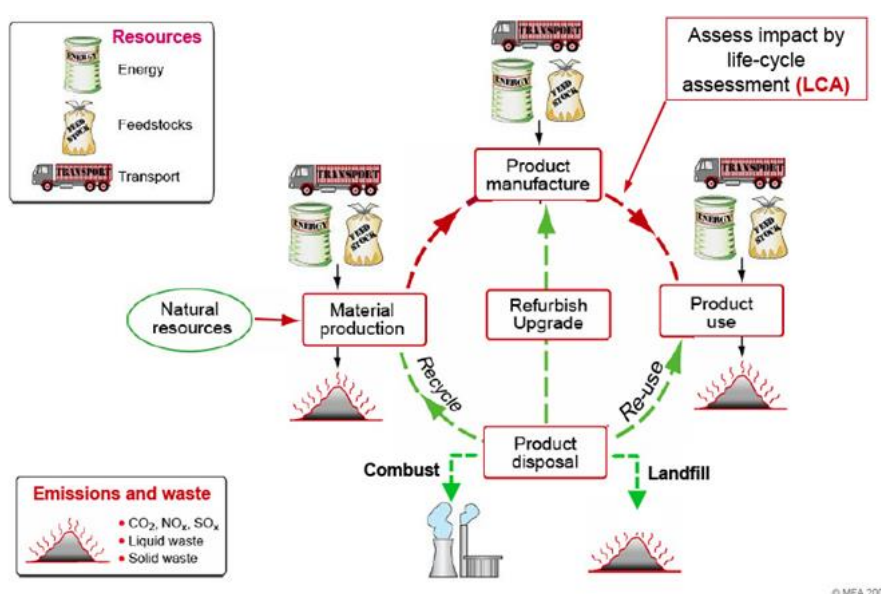 Resources
ENERGY
Energy
FEED STOCK
Feedstocks
TRANSPORT
Transport
TRANSPORT
ENERGY
FEED STOCK
Product
manufacture
Assess impact by
life-cycle
assessment (LCA)
TRANSPORT
ENERGY
FEED STOCK
TRANSPORT
ENERGY
FEED STOCK
Natural
resources
Material
production
Refurbish
Upgrade
Product
use
Recycle
Re-use
Product
disposal
Combust
Landfill
Emissions and waste
• CO₂, NOₓ, SOₓ
• Liquid waste
• Solid waste
© MFA 200